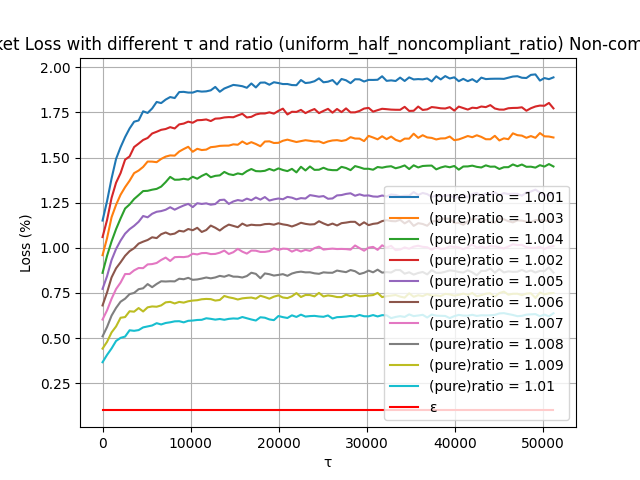 ket Loss with different τ and ratio (uniform_half_noncompliant_ratio) Non-com
2.00
1.75
1.50
1.25
1.00
0.75
0.50
0.25
Loss (%)
(pure)ratio = 1.001
(pure)ratio = 1.003
(pure)ratio = 1.004
(pure)ratio = 1.002
(pure)ratio = 1.005
(pure)ratio = 1.006
(pure)ratio = 1.007
(pure)ratio = 1.008
(pure)ratio = 1.009
(pure)ratio = 1.01
ε
0 10000 20000 30000 40000 50000
τ